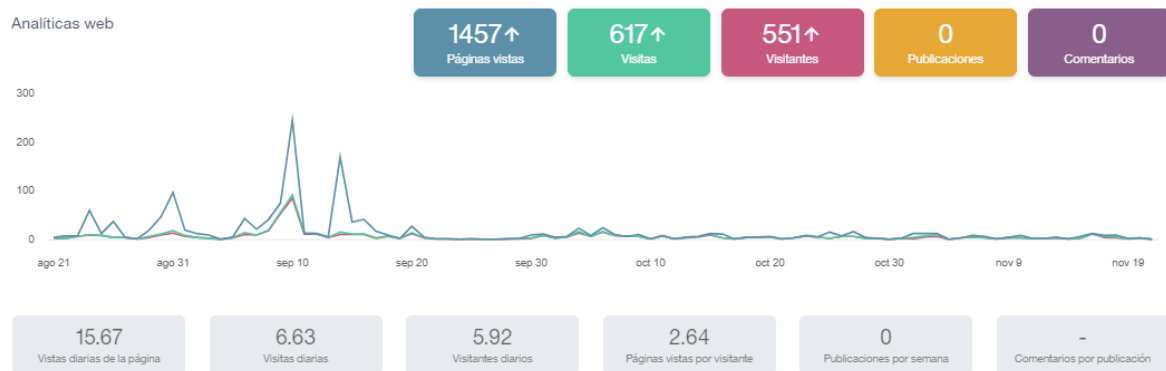 Analíticas web
1457↑
Páginas vistas
617↑
Visitas
551↑
Visitantes
0
Publicaciones
0
Comentarios
300
200
100
0
ago 21
ago 31
sep 10
sep 20
sep 30
oct 10
oct 20
oct 30
nov 9
nov 19
15.67
Vistas diarias de la página
6.63
Visitas diarias
5.92
Visitantes diarios
2.64
Páginas vistas por visitante
0
Publicaciones por semana
-
Comentarios por publicación